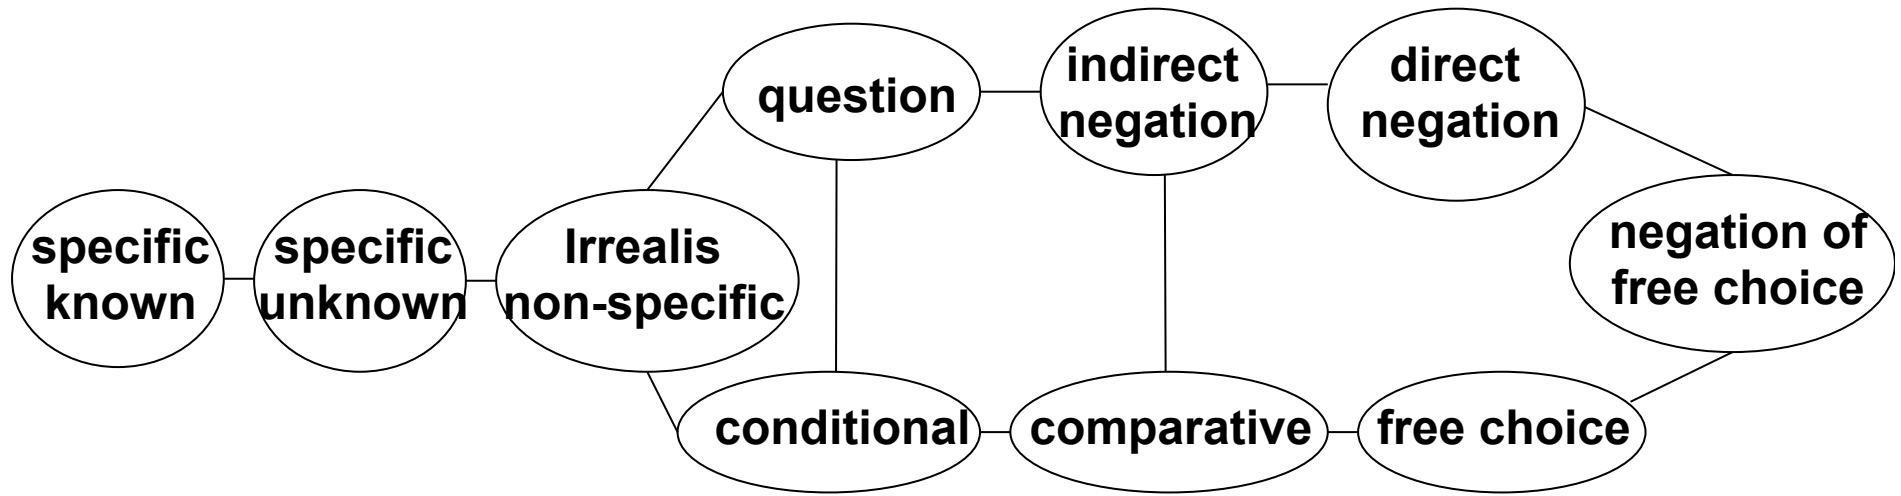 question
indirect
negation
direct
negation
specific
known
specific
unknown
Irrealis
non-specific
negation of
free choice
conditional
comparative
free choice